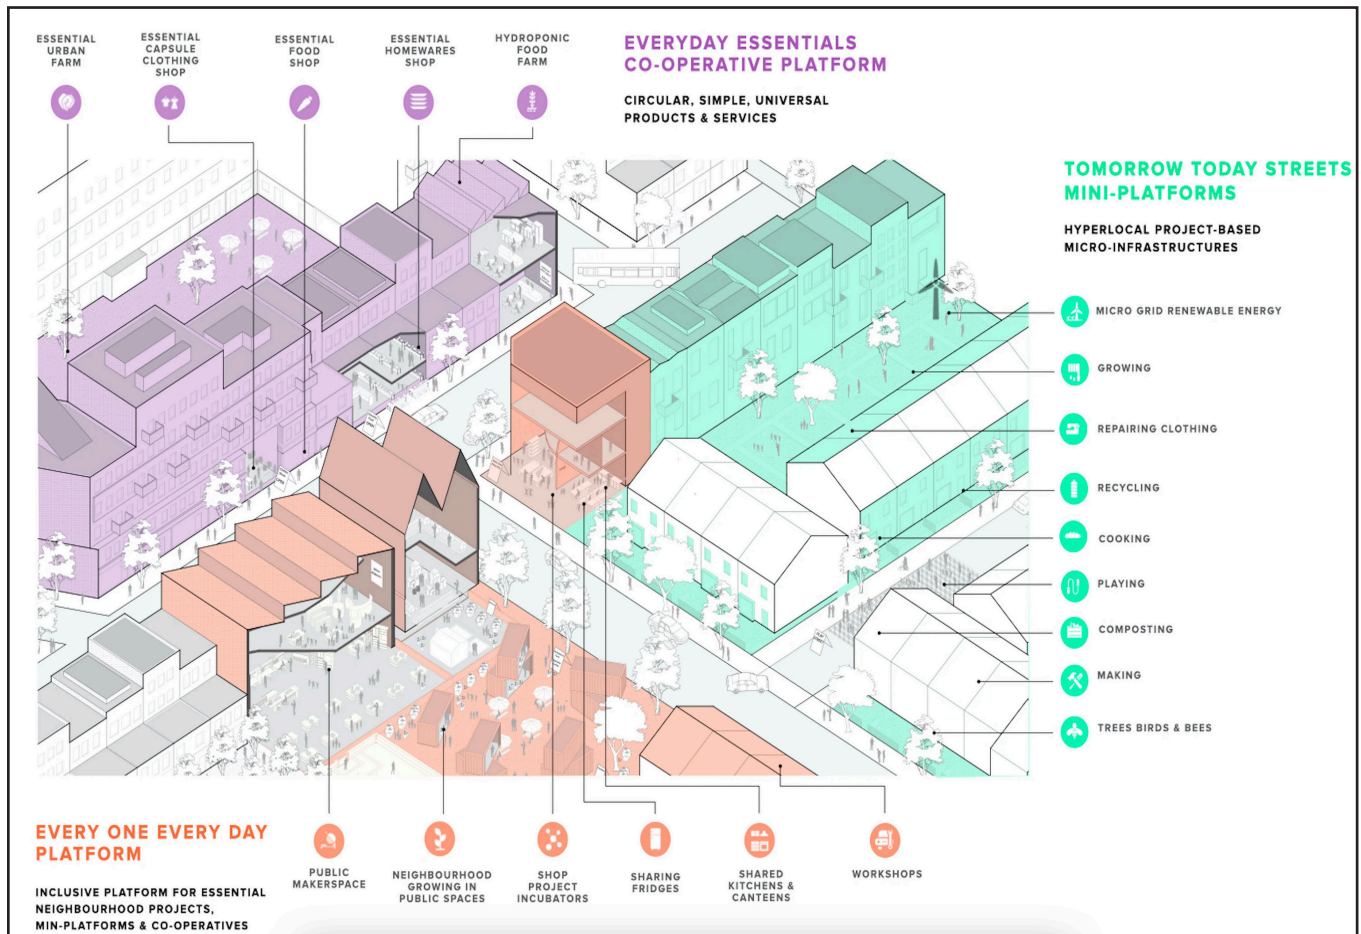 ESSENTIAL
URBAN
FARM
ESSENTIAL
CAPSULE
CLOTHING
SHOP
ESSENTIAL
FOOD
SHOP
ESSENTIAL
HOMEWARES
SHOP
HYDROPONIC
FOOD
FARM
EVERYDAY ESSENTIALS
CO-OPERATIVE PLATFORM
CIRCULAR, SIMPLE, UNIVERSAL
PRODUCTS & SERVICES
TOMORROW TODAY STREETS
MINI-PLATFORMS
HYPERLOCAL PROJECT-BASED
MICRO-INFRASTRUCTURES
MICRO GRID RENEWABLE ENERGY
GROWING
REPAIRING CLOTHING
RECYCLING
COOKING
PLAYING
COMPOSTING
MAKING
TREES BIRDS & BEES
EVERY ONE EVERY DAY
PLATFORM
INCLUSIVE PLATFORM FOR ESSENTIAL
NEIGHBOURHOOD PROJECTS,
MIN-PLATFORMS & CO-OPERATIVES
PUBLIC
MAKERSPACE
NEIGHBOURHOOD
GROWING IN
PUBLIC SPACES
SHOP
PROJECT
INCUBATORS
SHARING
FRIDGES
SHARED
KITCHENS &
CANTEENS
WORKSHOPS